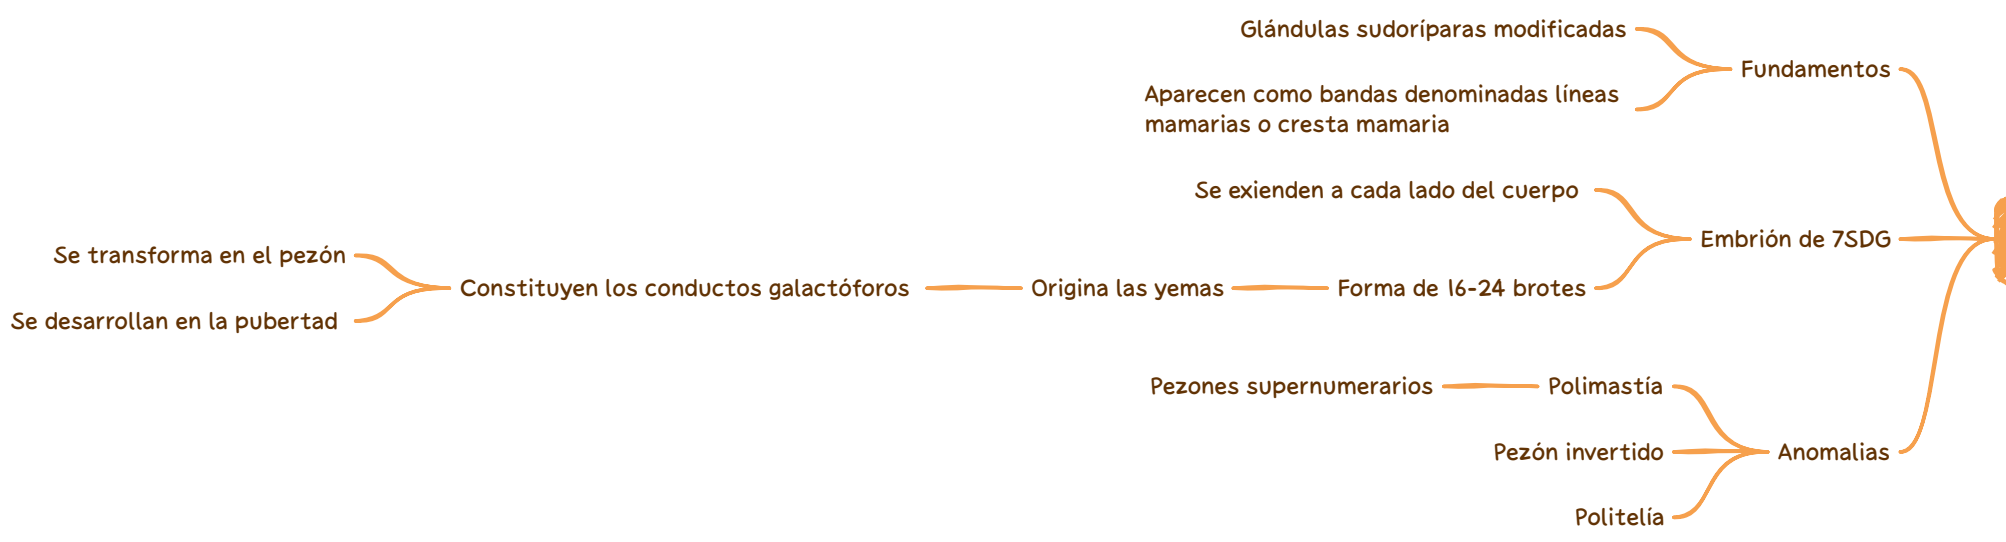 Glándulas sudoríparas modificadas
Fundamentos
Aparecen como bandas denominadas líneas
mamarias o cresta mamaria
Se exienden a cada lado del cuerpo
Embrión de 7SDG
Se transforma en el pezón
Constituyen los conductos galactóforos
Origina las yemas
Forma de 16-24 brotes
Se desarrollan en la pubertad
Pezones supernumerarios
Polimastía
Pezón invertido
Anomalias
Politelía